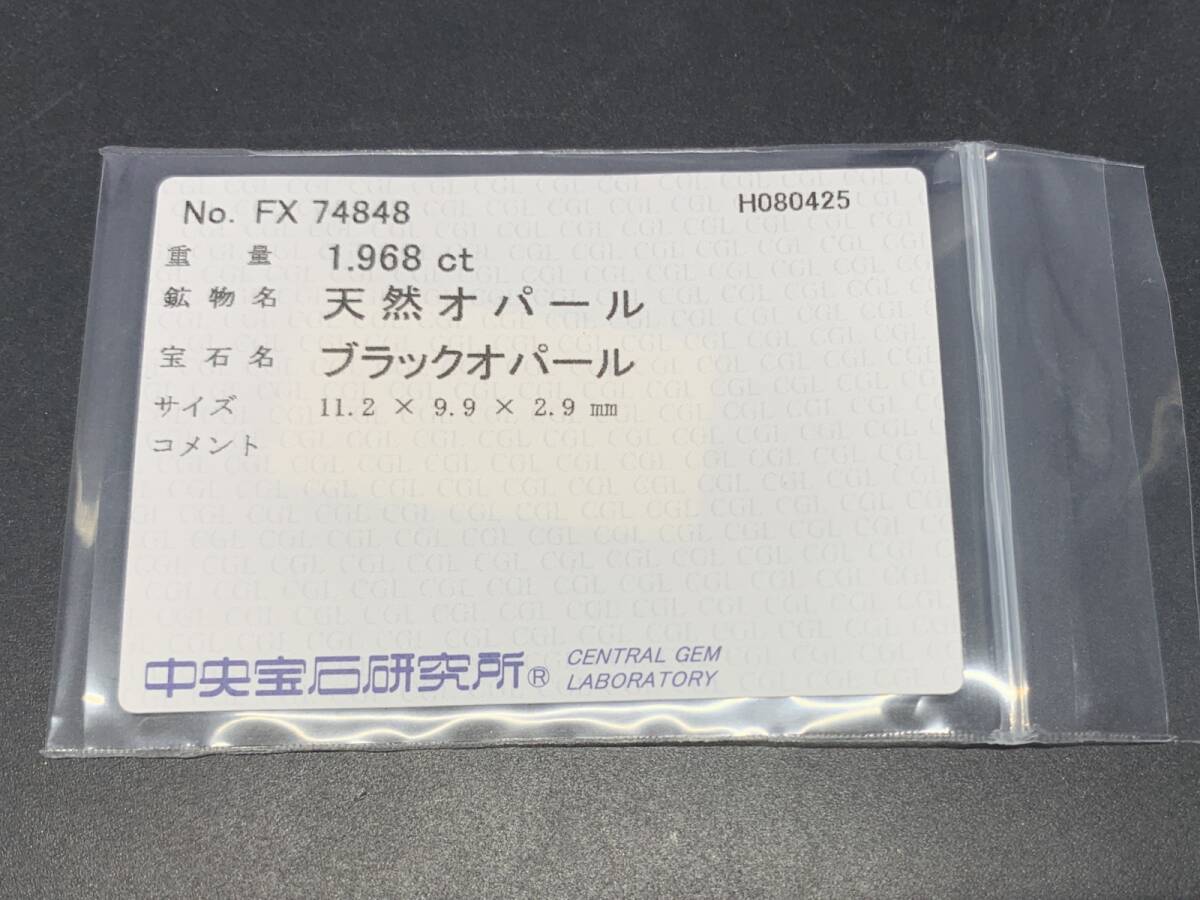 No. FX 74848 H080425
重量 1.968 ct
鉱物名 天然オパール
宝石名 ブラックオパール
サイズ 11.2 × 9.9 × 2.9 mm
コメント
中央宝石研究所® CENTRAL GEM
LABORATORY